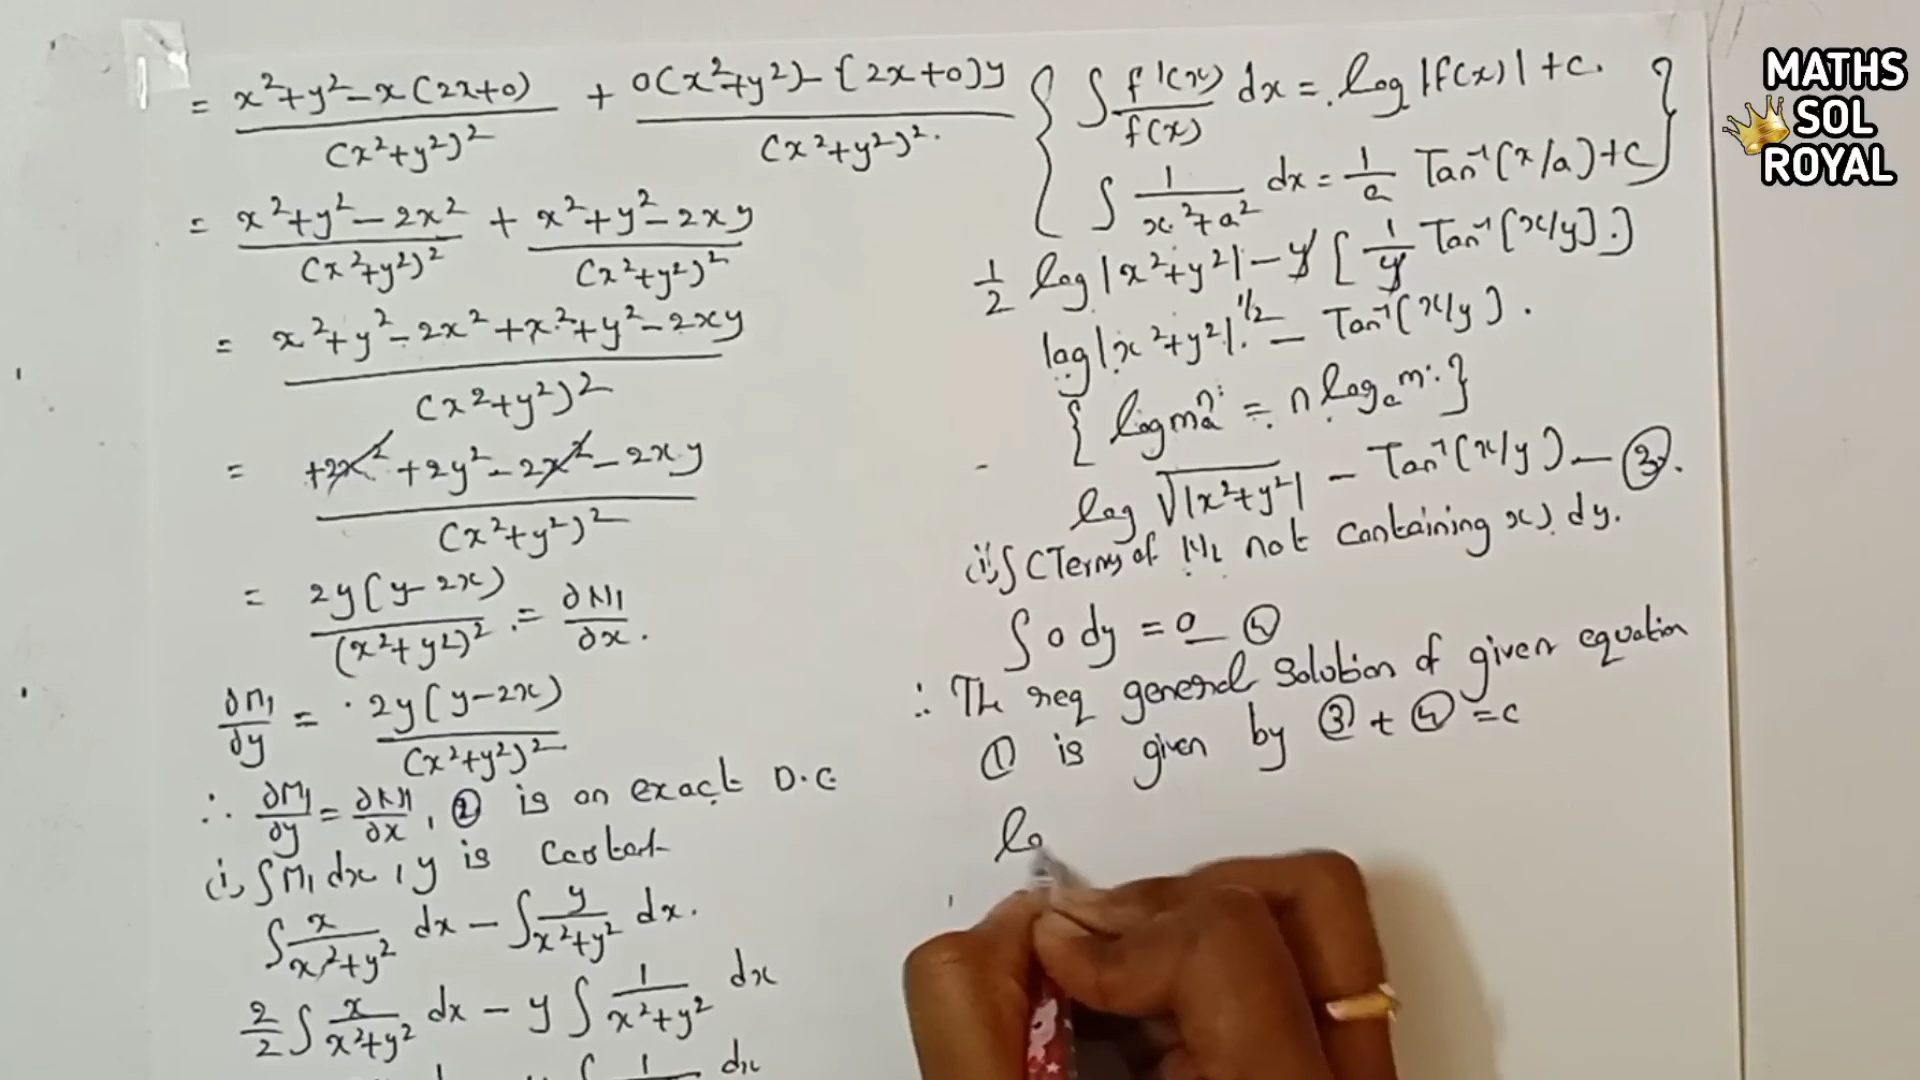 = x²+y²-x(2x+0) / (x²+y²)² + 0(x²+y²)-(2x+0)y / (x²+y²)².
= x²+y²-2x² / (x²+y²)² + x²+y²-2xy / (x²+y²)²
= x²+y²-2x²+x²+y²-2xy / (x²+y²)²
= +2x²+2y²-2x²-2xy / (x²+y²)²
= 2y(y-2x) / (x²+y²)² . = ∂N₁/∂x.
∂M₁/∂y = 2y(y-2x) / (x²+y²)²
∴ ∂M₁/∂y = ∂N₁/∂x, ② is an exact D.E
(i) ∫M₁dx, y is
∫ x/x²+y² dx - ∫ y/x²+y² dx.
2/2 ∫ x/x²+y² dx - y ∫ 1/x²+y² dx
∫ 1 dx
{ ∫ f'(x)/f(x) dx = log|f(x)|+c.
∫ 1/x²+a² dx = 1/a Tan⁻¹(x/a)+c }
1/2 log|x²+y²| - y[1/y Tan⁻¹[x/y].]
log|x²+y²|^1/2 - Tan⁻¹(x/y).
{ log mₐⁿ = n logₐ m. }
log √|x²+y²| - Tan⁻¹(x/y) — ③.
(ii) ∫(Terms of N₁ not containing x) dy.
∫ 0 dy = 0 — ④
∴ The req general solution of given equation
① is given by ③ + ④ = c
lo
MATHS
SOL
ROYAL